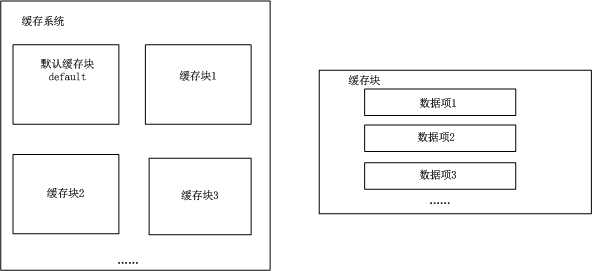 缓存系统
默认缓存块
default
缓存块1
缓存块2
缓存块3
……
缓存块
数据项1
数据项2
数据项3
……